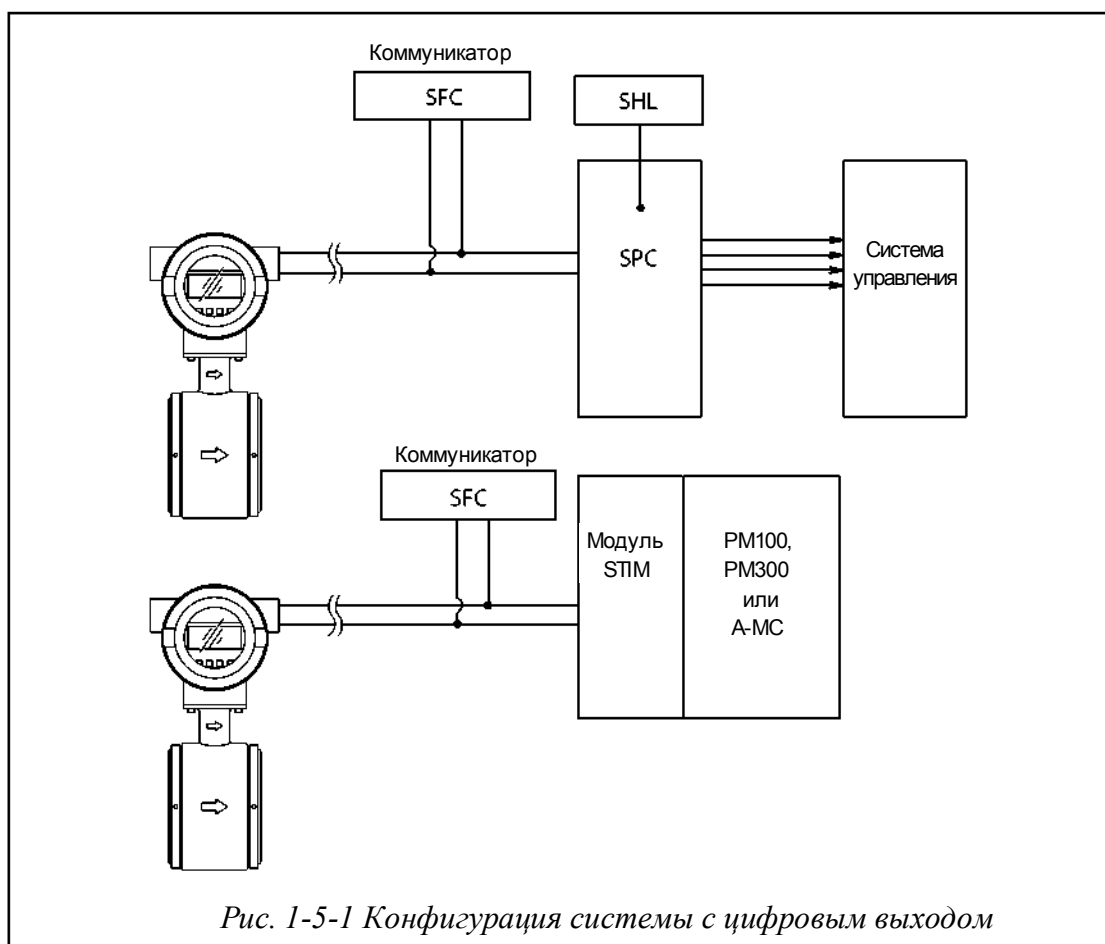 Коммуникатор
SFC
SHL
SPC
Система
управления
Коммуникатор
SFC
Модуль
STIM
PM100,
PM300
или
A-MC
Рис. 1-5-1 Конфигурация системы с цифровым выходом